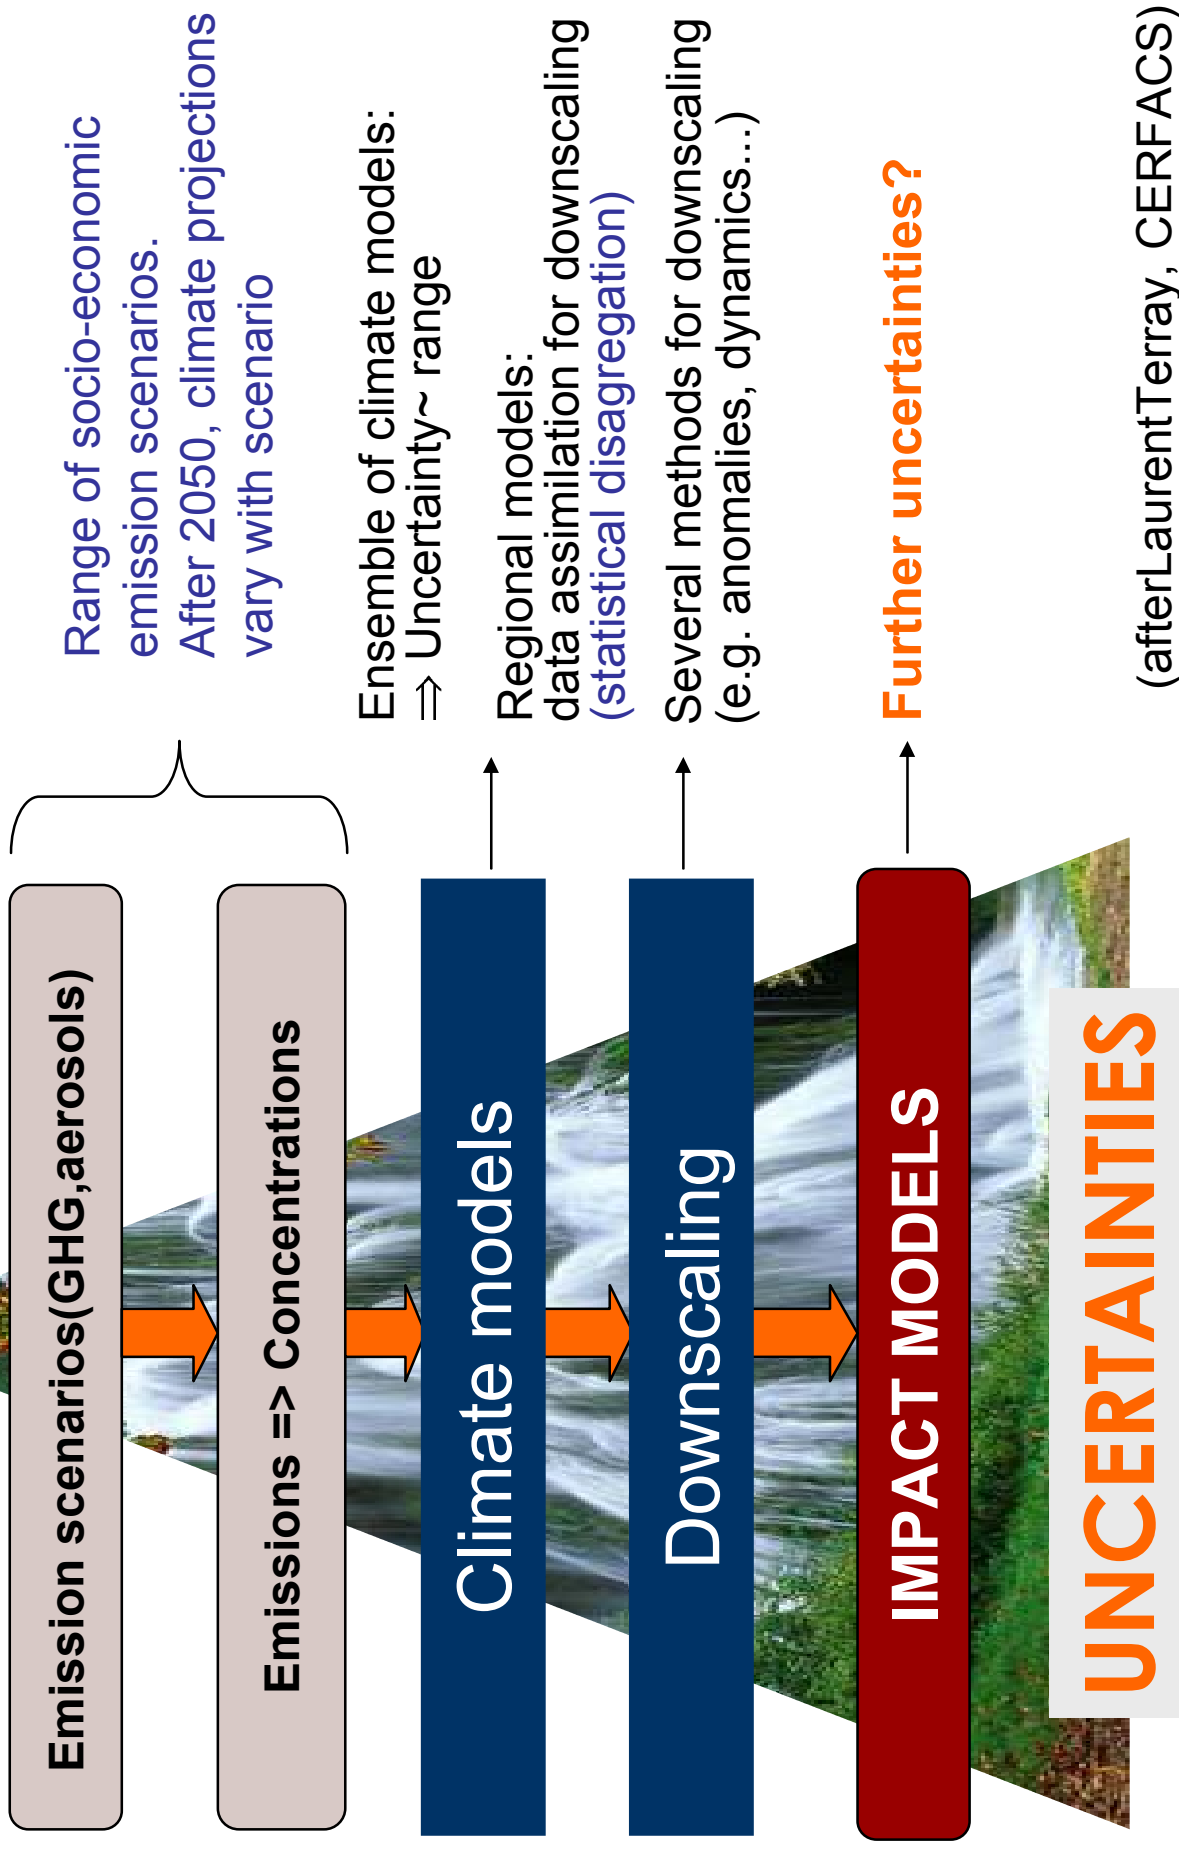 Emission scenarios(GHG,aerosols)
Emissions => Concentrations
Climate models
Downscaling
IMPACT MODELS
UNCERTAINTIES
Range of socio-economic
emission scenarios.
After 2050, climate projections
vary with scenario
Ensemble of climate models:
⇒ Uncertainty~ range
Regional models:
data assimilation for downscaling
(statistical disagregation)
Several methods for downscaling
(e.g. anomalies, dynamics...)
Further uncertainties?
(afterLaurentTerray, CERFACS)